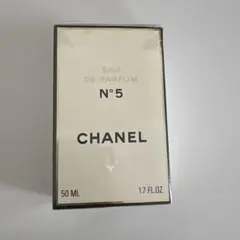 EAU
DE PARFUM
N°5
CHANEL
50 ML 1.7 FL.OZ.